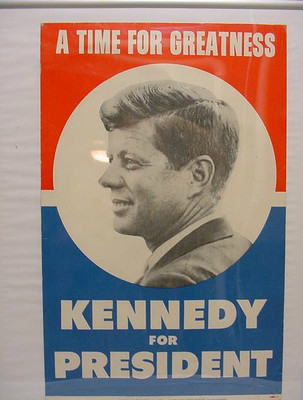 A TIME FOR GREATNESS
KENNEDY
FOR
PRESIDENT